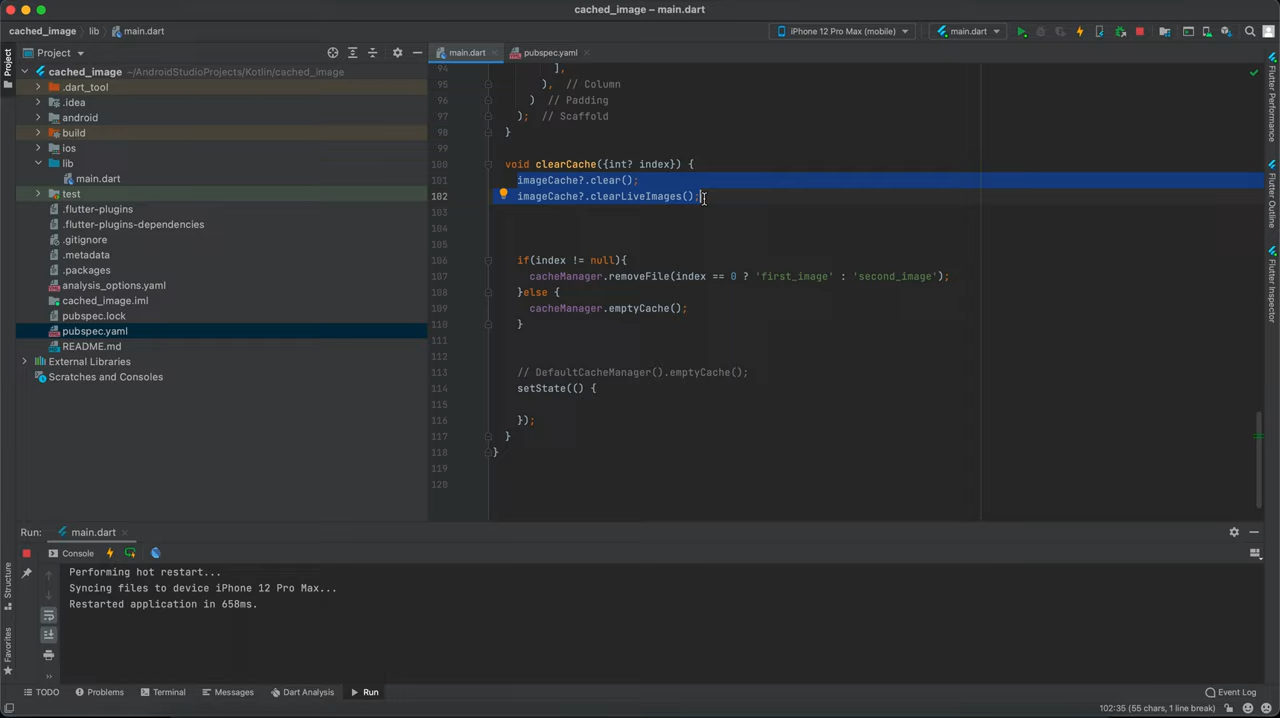 cached_image – main.dart
cached_image
lib
main.dart
iPhone 12 Pro Max (mobile)
main.dart
Project
Project
main.dart
pubspec.yaml
cached_image ~/AndroidStudioProjects/Kotlin/cached_image
.dart_tool
.idea
android
build
ios
lib
main.dart
test
.flutter-plugins
.flutter-plugins-dependencies
.gitignore
.metadata
.packages
analysis_options.yaml
cached_image.iml
pubspec.lock
pubspec.yaml
README.md
External Libraries
Scratches and Consoles
94 ],
95 ), // Column
96 ) // Padding
97 ); // Scaffold
98 }
99
100 void clearCache({int? index}) {
101 imageCache?.clear();
102 imageCache?.clearLiveImages();
103
104
105
106 if(index != null){
107 cacheManager.removeFile(index == 0 ? 'first_image' : 'second_image');
108 }else {
109 cacheManager.emptyCache();
110 }
111
112
113 // DefaultCacheManager().emptyCache();
114 setState(() {
115
116 });
117 }
118 }
119
120
Flutter Performance
Flutter Outline
Flutter Inspector
Run:
main.dart
Console
Performing hot restart...
Syncing files to device iPhone 12 Pro Max...
Restarted application in 658ms.
Structure
Favorites
TODO
Problems
Terminal
Messages
Dart Analysis
Run
Event Log
102:35 (55 chars, 1 line break)